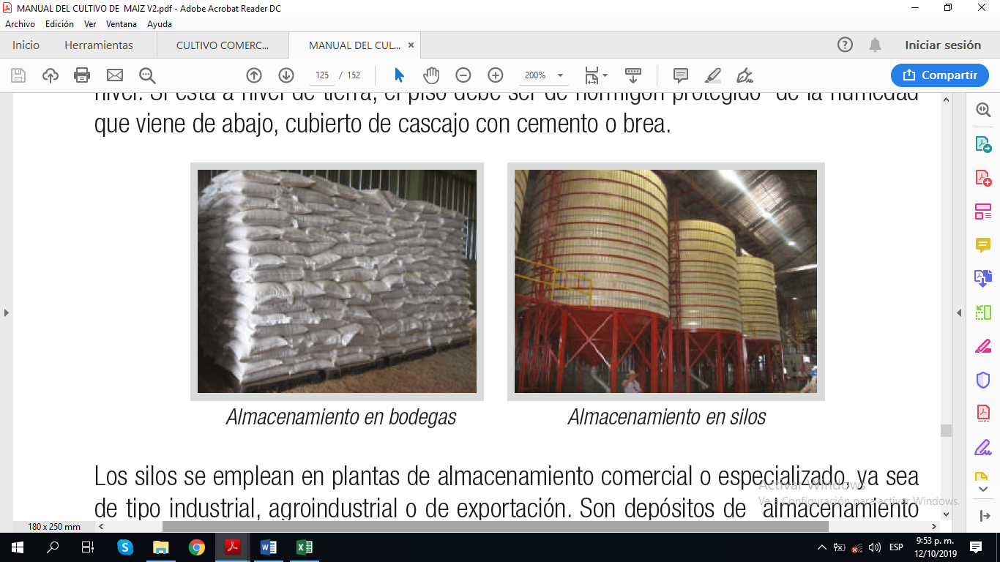 MANUAL DEL CULTIVO DE MAIZ V2.pdf - Adobe Acrobat Reader DC
Archivo Edición Ver Ventana Ayuda
Inicio Herramientas CULTIVO COMERC... MANUAL DEL CUL... Iniciar sesión
125 / 152 200% Compartir
nivel. Si está a nivel de tierra, el piso debe ser de hormigón protegido de la humedad
que viene de abajo, cubierto de cascajo con cemento o brea.
Almacenamiento en bodegas Almacenamiento en silos
Los silos se emplean en plantas de almacenamiento comercial o especializado, ya sea
de tipo industrial, agroindustrial o de exportación. Son depósitos de almacenamiento
Activar Windows
Ve a Configuración para activar Windows.
180 x 250 mm
ESP 9:53 p. m.
12/10/2019